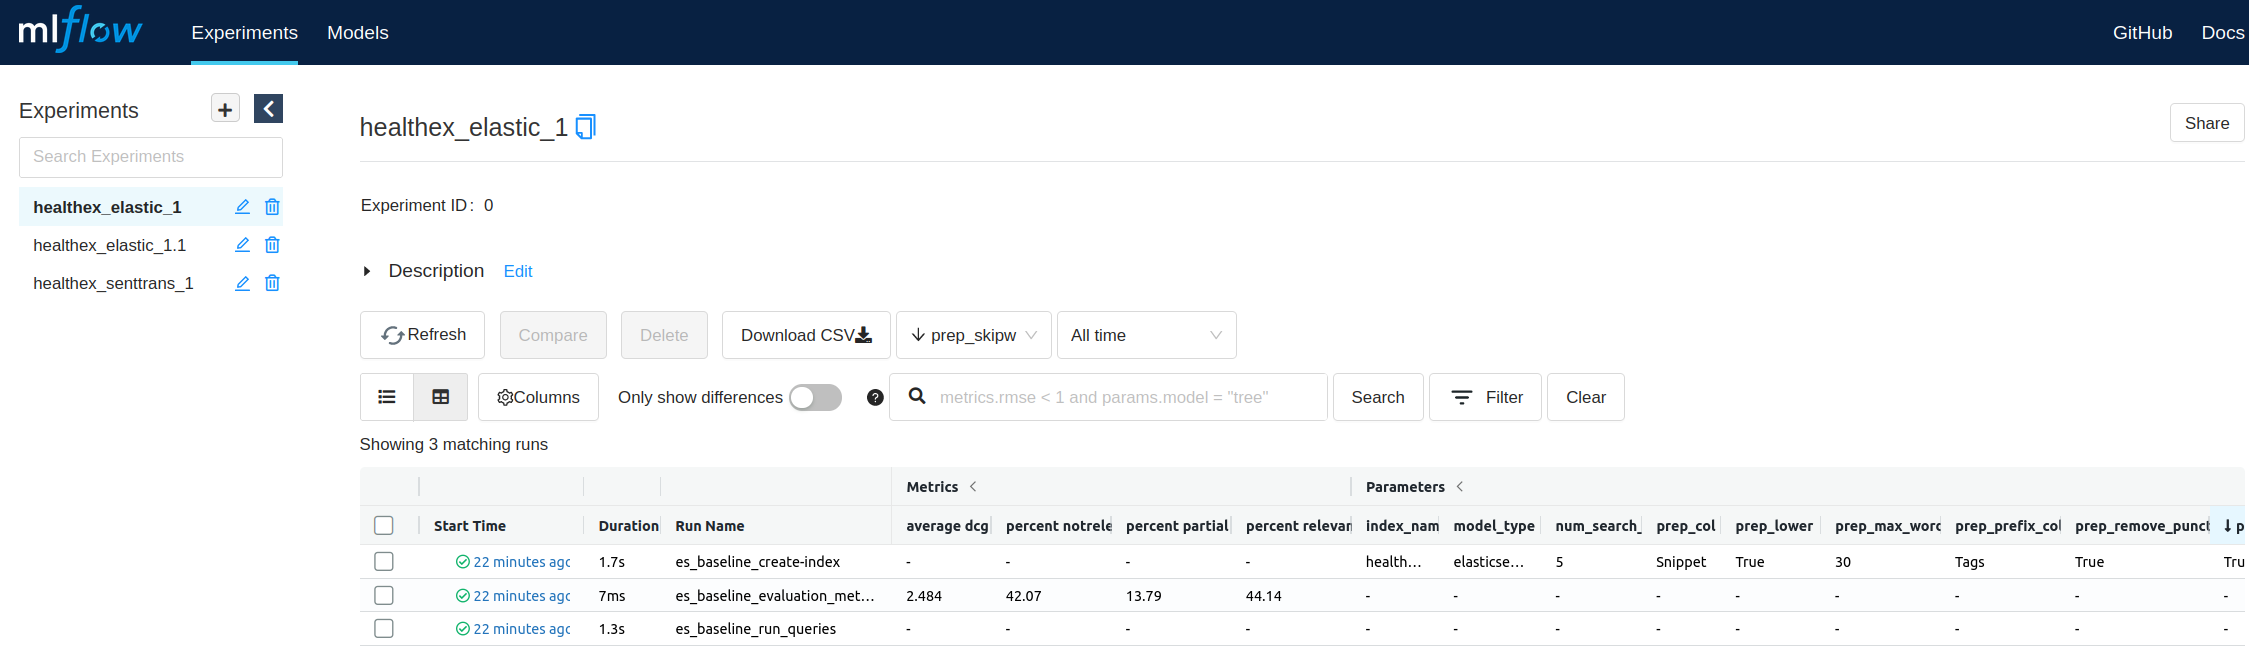 mlflow Experiments Models GitHub Docs
Experiments +
Search Experiments
healthex_elastic_1
healthex_elastic_1.1
healthex_senttrans_1
healthex_elastic_1
Share
Experiment ID: 0
Description Edit
Refresh Compare Delete Download CSV ↓ prep_skipw All time
Columns Only show differences ? metrics.rmse < 1 and params.model = "tree" Search Filter Clear
Showing 3 matching runs
Metrics < Parameters <
Start Time Duration Run Name average dcg percent notrele percent partial percent relevan index_nam model_type num_search_ prep_col prep_lower prep_max_word prep_prefix_col prep_remove_punct ↓ p
22 minutes ago 1.7s es_baseline_create-index - - - - health... elasticse... 5 Snippet True 30 Tags True Tru
22 minutes ago 7ms es_baseline_evaluation_met... 2.484 42.07 13.79 44.14 - - - - - - - - -
22 minutes ago 1.3s es_baseline_run_queries - - - - - - - - - - - - -